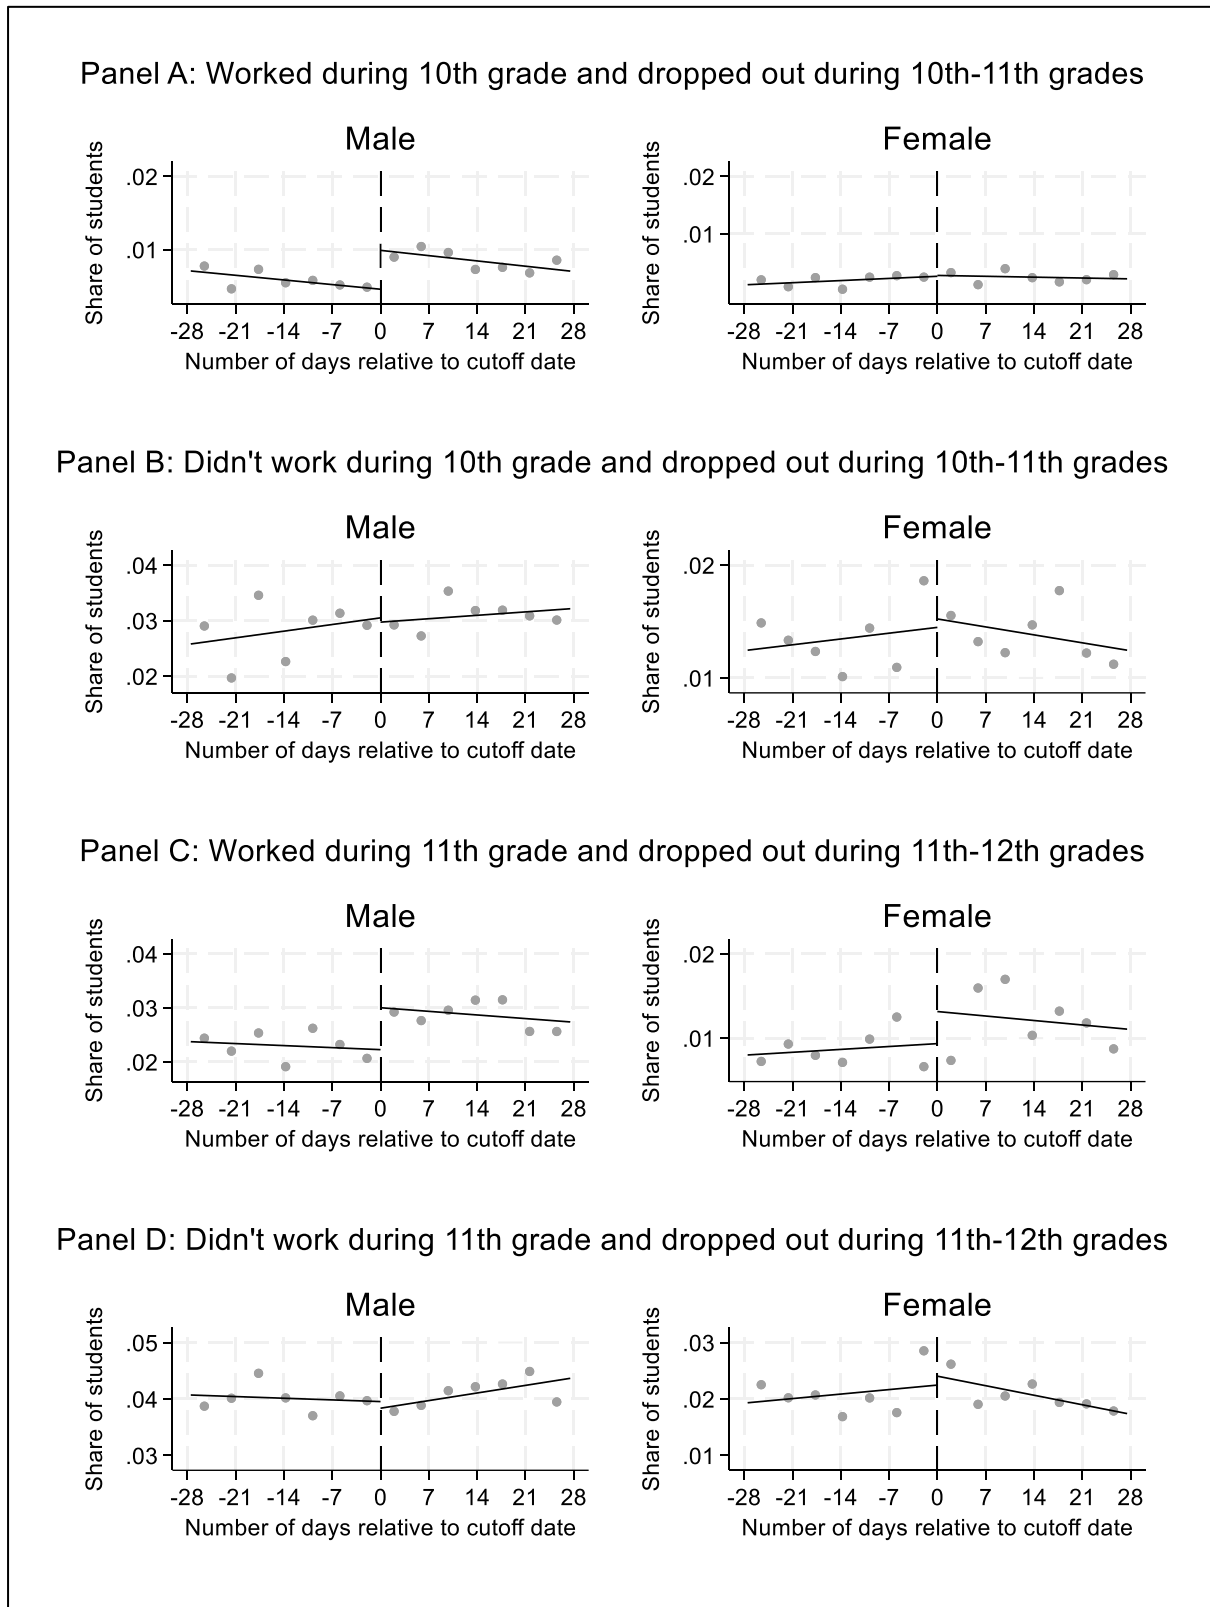 Panel A: Worked during 10th grade and dropped out during 10th-11th grades
Male
Share of students
.02
.01
-28 -21 -14 -7 0 7 14 21 28
Number of days relative to cutoff date
Female
Share of students
.02
.01
-28 -21 -14 -7 0 7 14 21 28
Number of days relative to cutoff date
Panel B: Didn't work during 10th grade and dropped out during 10th-11th grades
Male
Share of students
.04
.03
.02
-28 -21 -14 -7 0 7 14 21 28
Number of days relative to cutoff date
Female
Share of students
.02
.01
-28 -21 -14 -7 0 7 14 21 28
Number of days relative to cutoff date
Panel C: Worked during 11th grade and dropped out during 11th-12th grades
Male
Share of students
.04
.03
.02
-28 -21 -14 -7 0 7 14 21 28
Number of days relative to cutoff date
Female
Share of students
.02
.01
-28 -21 -14 -7 0 7 14 21 28
Number of days relative to cutoff date
Panel D: Didn't work during 11th grade and dropped out during 11th-12th grades
Male
Share of students
.05
.04
.03
-28 -21 -14 -7 0 7 14 21 28
Number of days relative to cutoff date
Female
Share of students
.03
.02
.01
-28 -21 -14 -7 0 7 14 21 28
Number of days relative to cutoff date